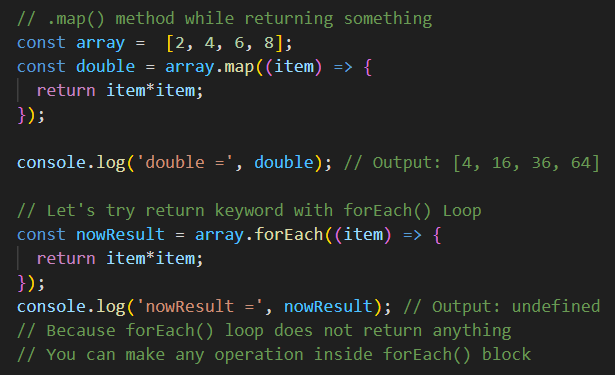 // .map() method while returning something
const array =  [2, 4, 6, 8];
const double = array.map((item) => {
  return item*item;
});

console.log('double =', double); // Output: [4, 16, 36, 64]

// Let's try return keyword with forEach() Loop
const nowResult = array.forEach((item) => {
  return item*item;
});
console.log('nowResult =', nowResult); // Output: undefined
// Because forEach() loop does not return anything
// You can make any operation inside forEach() block